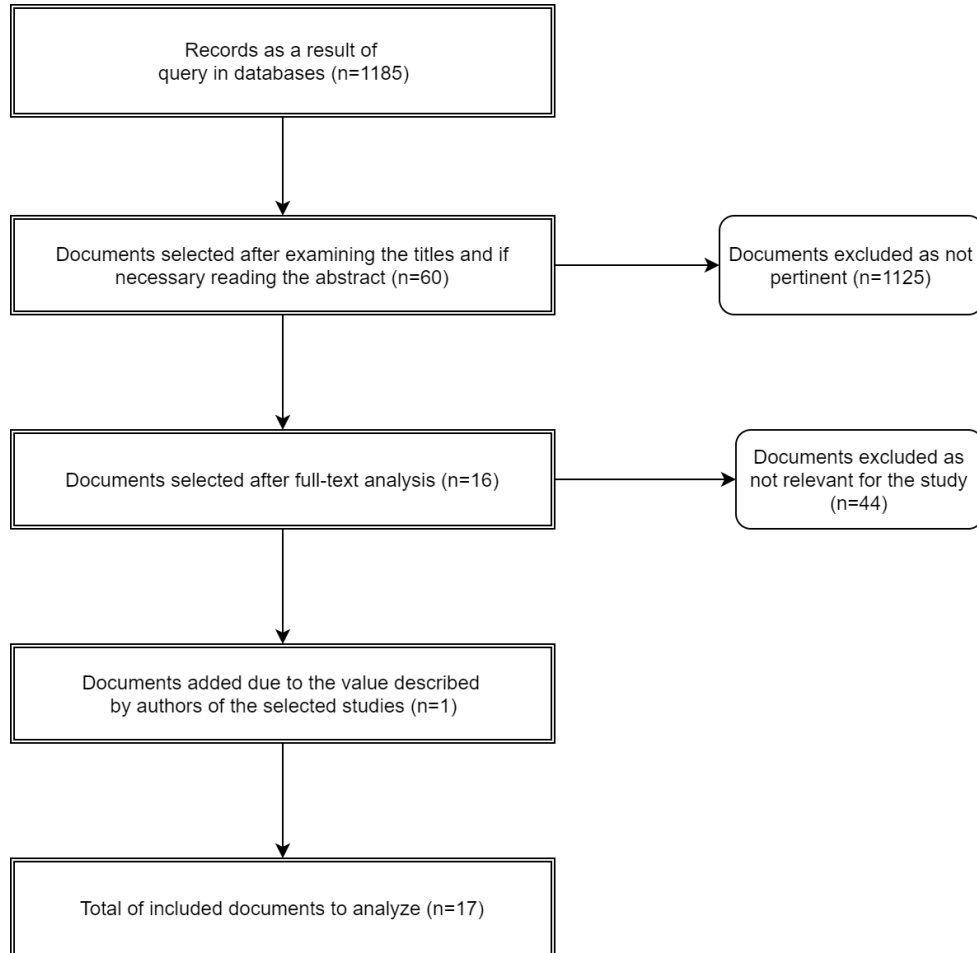 Records as a result of
query in databases (n=1185)
Documents selected after examining the titles and if
necessary reading the abstract (n=60)
Documents excluded as not
pertinent (n=1125)
Documents selected after full-text analysis (n=16)
Documents excluded as
not relevant for the study
(n=44)
Documents added due to the value described
by authors of the selected studies (n=1)
Total of included documents to analyze (n=17)